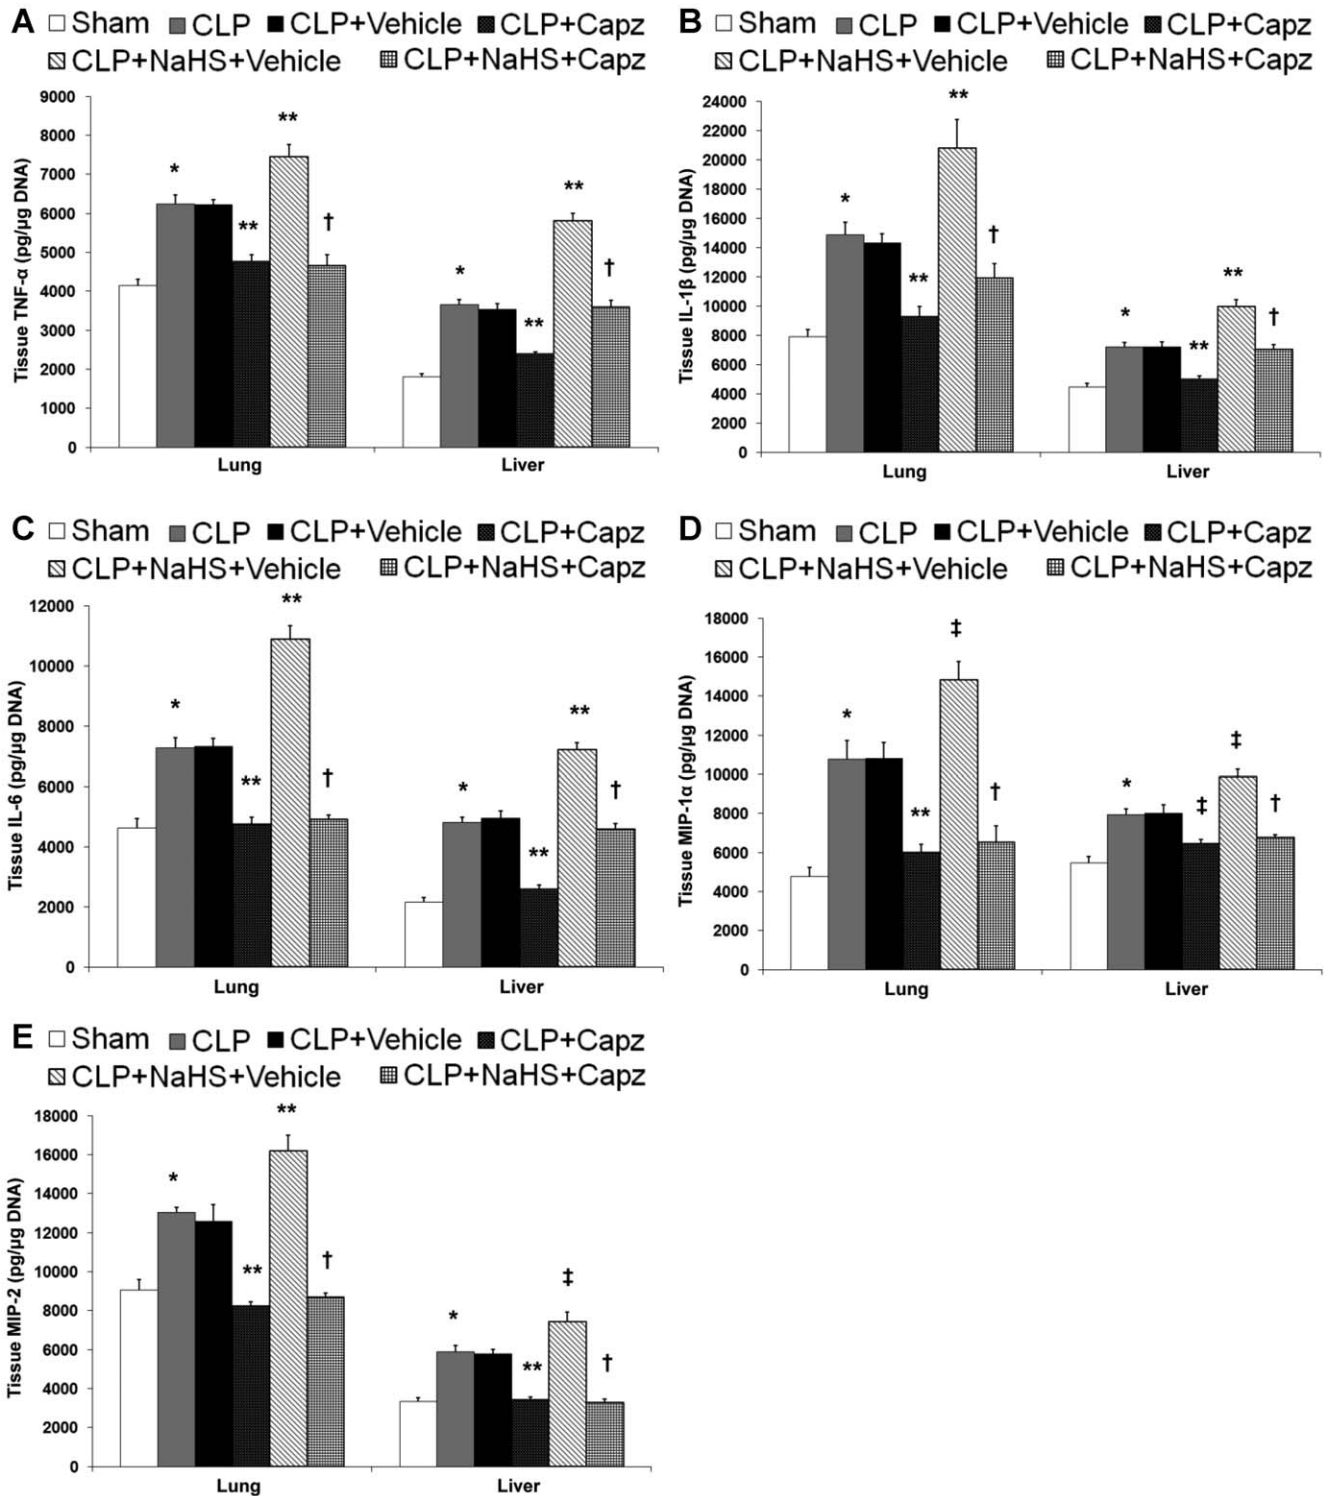 A Sham CLP CLP+Vehicle CLP+Capz
CLP+NaHS+Vehicle CLP+NaHS+Capz
Tissue TNF-α (pg/µg DNA)
9000
8000
7000
6000
5000
4000
3000
2000
1000
0
* ** ** †
* ** ** †
Lung Liver
B Sham CLP CLP+Vehicle CLP+Capz
CLP+NaHS+Vehicle CLP+NaHS+Capz
Tissue IL-1β (pg/µg DNA)
24000
22000
20000
18000
16000
14000
12000
10000
8000
6000
4000
2000
0
* ** ** †
* ** ** †
Lung Liver
C Sham CLP CLP+Vehicle CLP+Capz
CLP+NaHS+Vehicle CLP+NaHS+Capz
Tissue IL-6 (pg/µg DNA)
12000
10000
8000
6000
4000
2000
0
* ** ** †
* ** ** †
Lung Liver
D Sham CLP CLP+Vehicle CLP+Capz
CLP+NaHS+Vehicle CLP+NaHS+Capz
Tissue MIP-1α (pg/µg DNA)
18000
16000
14000
12000
10000
8000
6000
4000
2000
0
* ** ‡ †
* ‡ ‡ †
Lung Liver
E Sham CLP CLP+Vehicle CLP+Capz
CLP+NaHS+Vehicle CLP+NaHS+Capz
Tissue MIP-2 (pg/µg DNA)
18000
16000
14000
12000
10000
8000
6000
4000
2000
0
* ** ** †
* ** ‡ †
Lung Liver